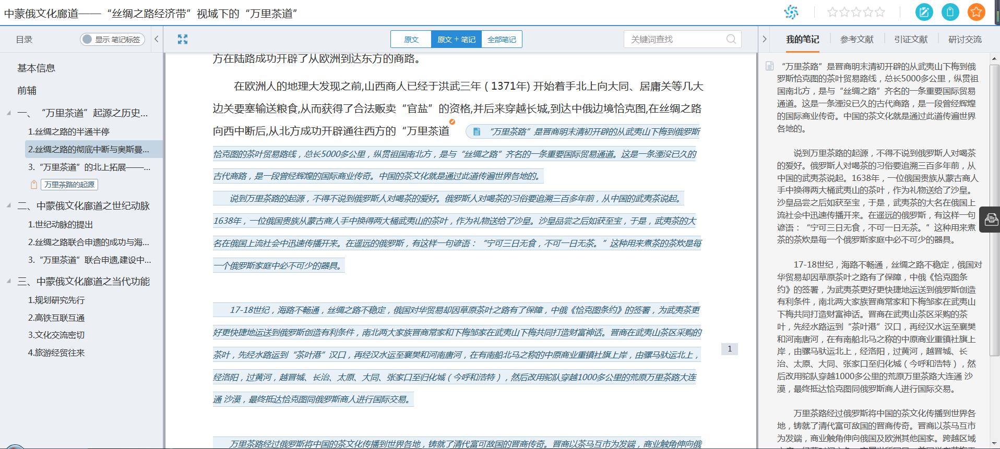 中蒙俄文化廊道——“丝绸之路经济带”视域下的“万里茶道”
目录
显示 笔记标签
基本信息
前辅
一、“万里茶道”起源之历史...
1.丝绸之路的半通半停
2.丝绸之路的彻底中断与奥斯曼...
3.“万里茶道”的北上拓展——...
万里茶路的起源
二、中蒙俄文化廊道之世纪动脉
1.世纪动脉的提出
2.丝绸之路联合申遗的成功与海...
3.“万里茶道”联合申遗,建设中...
三、中蒙俄文化廊道之当代功能
1.规划研究先行
2.高铁互联互通
3.文化交流密切
4.旅游经贸往来
原文
原文 + 笔记
全部笔记
关键词查找
方在陆路成功开辟了从欧洲到达东方的商路。
在欧洲人的地理大发现之前,山西商人已经于洪武三年（1371年) 开始着手北上向大同、居庸关等几大
边关要塞输送粮食,从而获得了合法贩卖“官盐”的资格,并后来穿越长城,到达中俄边境恰克图,在丝绸之路
向西中断后,从北方成功开辟通往西方的“万里茶道
“万里茶路”是晋商明末清初开辟的从武夷山下梅到俄罗斯
恰克图的茶叶贸易路线，总长5000多公里，纵贯祖国南北方，是与“丝绸之路”齐名的一条重要国际贸易通道。这是一条湮没已久的
古代商路，是一段曾经辉煌的国际商业传奇。中国的茶文化就是通过此道传遍世界各地的。
说到万里茶路的起源，不得不说到俄罗斯人对喝茶的爱好。俄罗斯人对喝茶的习俗要追溯三百多年前，从中国的武夷茶说起。
1638年，一位俄国贵族从蒙古商人手中换得两大桶武夷山的茶叶，作为礼物送给了沙皇。沙皇品尝之后如获至宝，于是，武夷茶的大
名在俄国上流社会中迅速传播开来。在遥远的俄罗斯，有这样一句谚语：“宁可三日无食，不可一日无茶。”这种用来煮茶的茶炊是每
一个俄罗斯家庭中必不可少的器具。
17-18世纪，海路不畅通，丝绸之路不稳定，俄国对华贸易却因草原茶叶之路有了保障，中俄《恰克图条约》的签署，为武夷茶更
好更快捷地运送到俄罗斯创造有利条件，南北两大家族晋商常家和下梅邹家在武夷山下梅共同打造财富神话。晋商在武夷山茶区采购的
茶叶，先经水路运到“茶叶港”汉口，再经汉水运至襄樊和河南唐河，在有南船北马之称的中原商业重镇社旗上岸，由骡马驮运北上，
经洛阳，过黄河，越晋城、长治、太原、大同、张家口至归化城（今呼和浩特），然后改用驼队穿越1000多公里的荒原万里茶路大连
通 沙漠，最终抵达恰克图同俄罗斯商人进行国际交易。
万里茶路经过俄罗斯将中国的茶文化传播到世界各地，铸就了清代富可敌国的晋商传奇。晋商以茶马互市为发端，商业触角伸向俄
1
我的笔记
参考文献
引证文献
研讨交流
“万里茶路”是晋商明末清初开辟的从武夷山下梅到俄
罗斯恰克图的茶叶贸易路线，总长5000多公里，纵贯祖
国南北方，是与“丝绸之路”齐名的一条重要国际贸易
通道。这是一条湮没已久的古代商路，是一段曾经辉煌
的国际商业传奇。中国的茶文化就是通过此道传遍世界
各地的。
说到万里茶路的起源，不得不说到俄罗斯人对喝茶
的爱好。俄罗斯人对喝茶的习俗要追溯三百多年前，从
中国的武夷茶说起。1638年，一位俄国贵族从蒙古商人
手中换得两大桶武夷山的茶叶，作为礼物送给了沙皇。
沙皇品尝之后如获至宝，于是，武夷茶的大名在俄国上
流社会中迅速传播开来。在遥远的俄罗斯，有这样一句
谚语：“宁可三日无食，不可一日无茶。”这种用来煮
茶的茶炊是每一个俄罗斯家庭中必不可少的器具。
17-18世纪，海路不畅通，丝绸之路不稳定，俄国对
华贸易却因草原茶叶之路有了保障，中俄《恰克图条
约》的签署，为武夷茶更好更快捷地运送到俄罗斯创造
有利条件，南北两大家族晋商常家和下梅邹家在武夷山
下梅共同打造财富神话。晋商在武夷山茶区采购的茶
叶，先经水路运到“茶叶港”汉口，再经汉水运至襄樊
和河南唐河，在有南船北马之称的中原商业重镇社旗上
岸，由骡马驮运北上，经洛阳，过黄河，越晋城、长
治、太原、大同、张家口至归化城（今呼和浩特），然
后改用驼队穿越1000多公里的荒原万里茶路大连通 沙
漠，最终抵达恰克图同俄罗斯商人进行国际交易。
万里茶路经过俄罗斯将中国的茶文化传播到世界各
地，铸就了清代富可敌国的晋商传奇。晋商以茶马互市
为发端，商业触角伸向俄国及欧洲其他国家。跨越区域